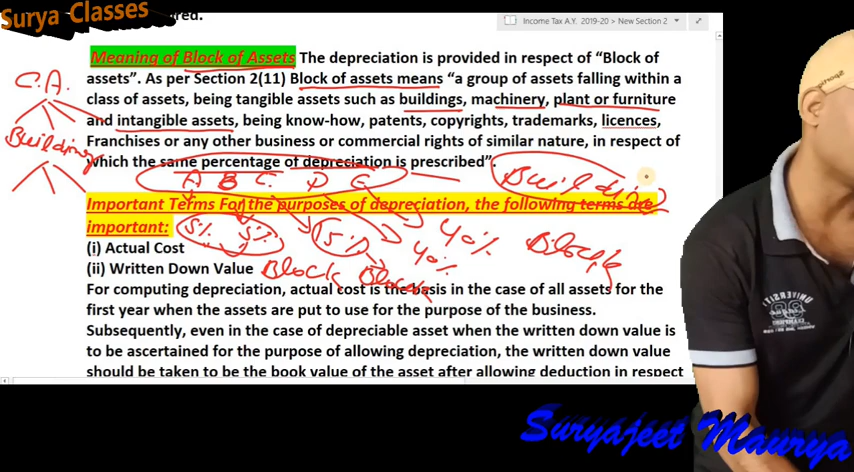 Surya Classes
Income Tax A.Y. 2019-20 > New Section 2
Meaning of Block of Assets The depreciation is provided in respect of “Block of
assets”. As per Section 2(11) Block of assets means “a group of assets falling within a
C.A.
class of assets, being tangible assets such as buildings, machinery, plant or furniture
and intangible assets, being know-how, patents, copyrights, trademarks, licences,
Building
Franchises or any other business or commercial rights of similar nature, in respect of
which the same percentage of depreciation is prescribed”.
A B C D E
Building
Important Terms For the purposes of depreciation, the following terms are
important:
5% 5% 15% 40% 40% Block
(i) Actual Cost
(ii) Written Down Value
Block Block
For computing depreciation, actual cost is the basis in the case of all assets for the
first year when the assets are put to use for the purpose of the business.
Subsequently, even in the case of depreciable asset when the written down value is
to be ascertained for the purpose of allowing depreciation, the written down value
should be taken to be the book value of the asset after allowing deduction in respect
Suryajeet Maurya